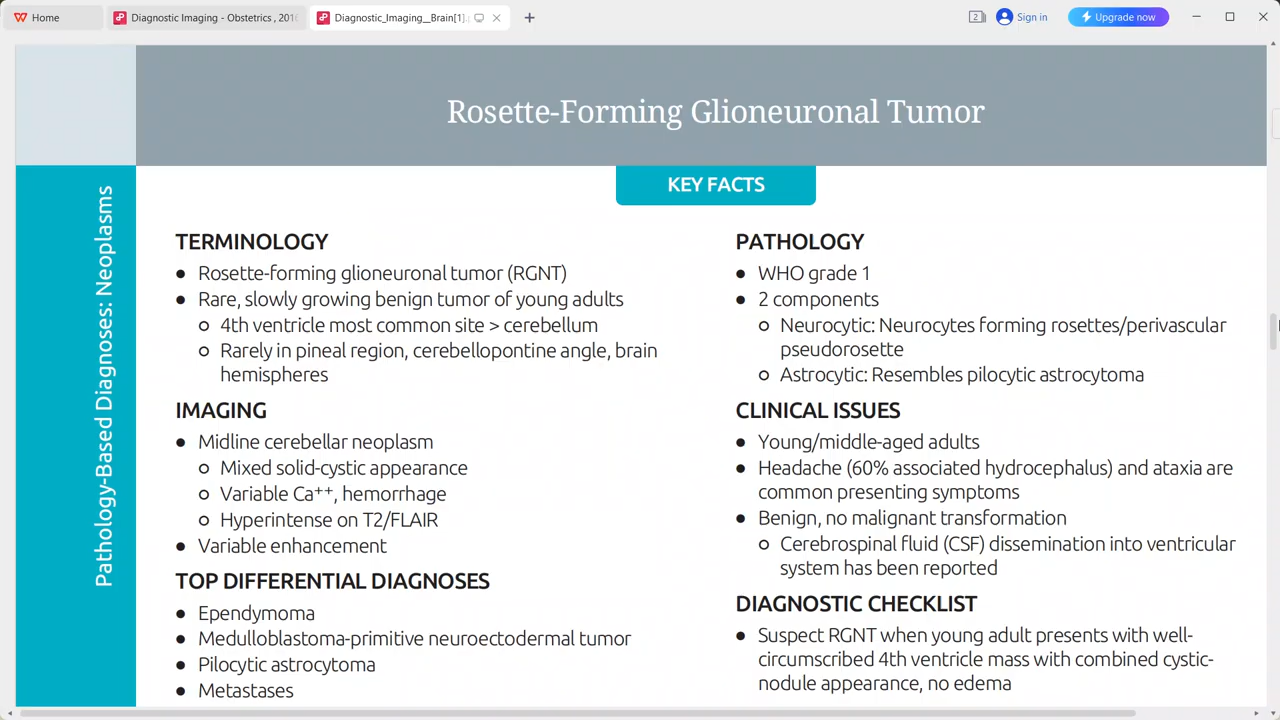 Home
Diagnostic Imaging - Obstetrics , 2016
Diagnostic_Imaging__Brain[1].
2
Sign in
Upgrade now
Rosette-Forming Glioneuronal Tumor
KEY FACTS
Pathology-Based Diagnoses: Neoplasms
TERMINOLOGY
• Rosette-forming glioneuronal tumor (RGNT)
• Rare, slowly growing benign tumor of young adults
○ 4th ventricle most common site > cerebellum
○ Rarely in pineal region, cerebellopontine angle, brain
hemispheres
IMAGING
• Midline cerebellar neoplasm
○ Mixed solid-cystic appearance
○ Variable Ca⁺⁺, hemorrhage
○ Hyperintense on T2/FLAIR
• Variable enhancement
TOP DIFFERENTIAL DIAGNOSES
• Ependymoma
• Medulloblastoma-primitive neuroectodermal tumor
• Pilocytic astrocytoma
• Metastases
PATHOLOGY
• WHO grade 1
• 2 components
○ Neurocytic: Neurocytes forming rosettes/perivascular
pseudorosette
○ Astrocytic: Resembles pilocytic astrocytoma
CLINICAL ISSUES
• Young/middle-aged adults
• Headache (60% associated hydrocephalus) and ataxia are
common presenting symptoms
• Benign, no malignant transformation
○ Cerebrospinal fluid (CSF) dissemination into ventricular
system has been reported
DIAGNOSTIC CHECKLIST
• Suspect RGNT when young adult presents with well-
circumscribed 4th ventricle mass with combined cystic-
nodule appearance, no edema